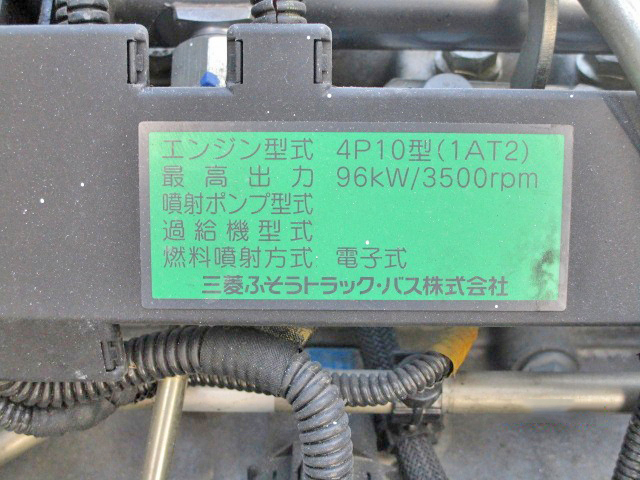 エンジン型式 4P10型(1AT2)
最高出力 96kW/3500rpm
噴射ポンプ型式
過給機型式
燃料噴射方式 電子式
三菱ふそうトラック・バス株式会社